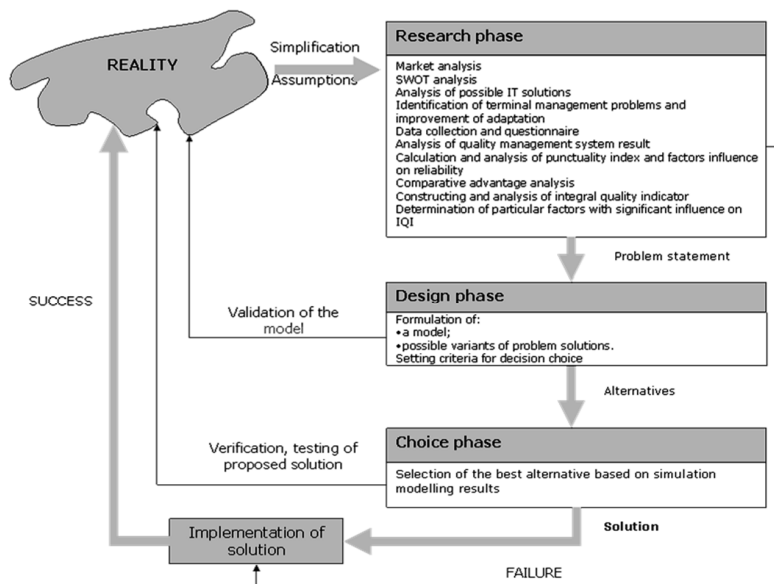 REALITY
Simplification
Assumptions
Research phase
Market analysis
SWOT analysis
Analysis of possible IT solutions
Identification of terminal management problems and
improvement of adaptation
Data collection and questionnaire
Analysis of quality management system result
Calculation and analysis of punctuality index and factors influence
on reliability
Comparative advantage analysis
Constructing and analysis of integral quality indicator
Determination of particular factors with significant influence on
IQI
Problem statement
SUCCESS
Validation of the
model
Design phase
Formulation of:
•a model;
•possible variants of problem solutions.
Setting criteria for decision choice
Alternatives
Verification, testing of
proposed solution
Choice phase
Selection of the best alternative based on simulation
modelling results
Solution
Implementation of
solution
FAILURE